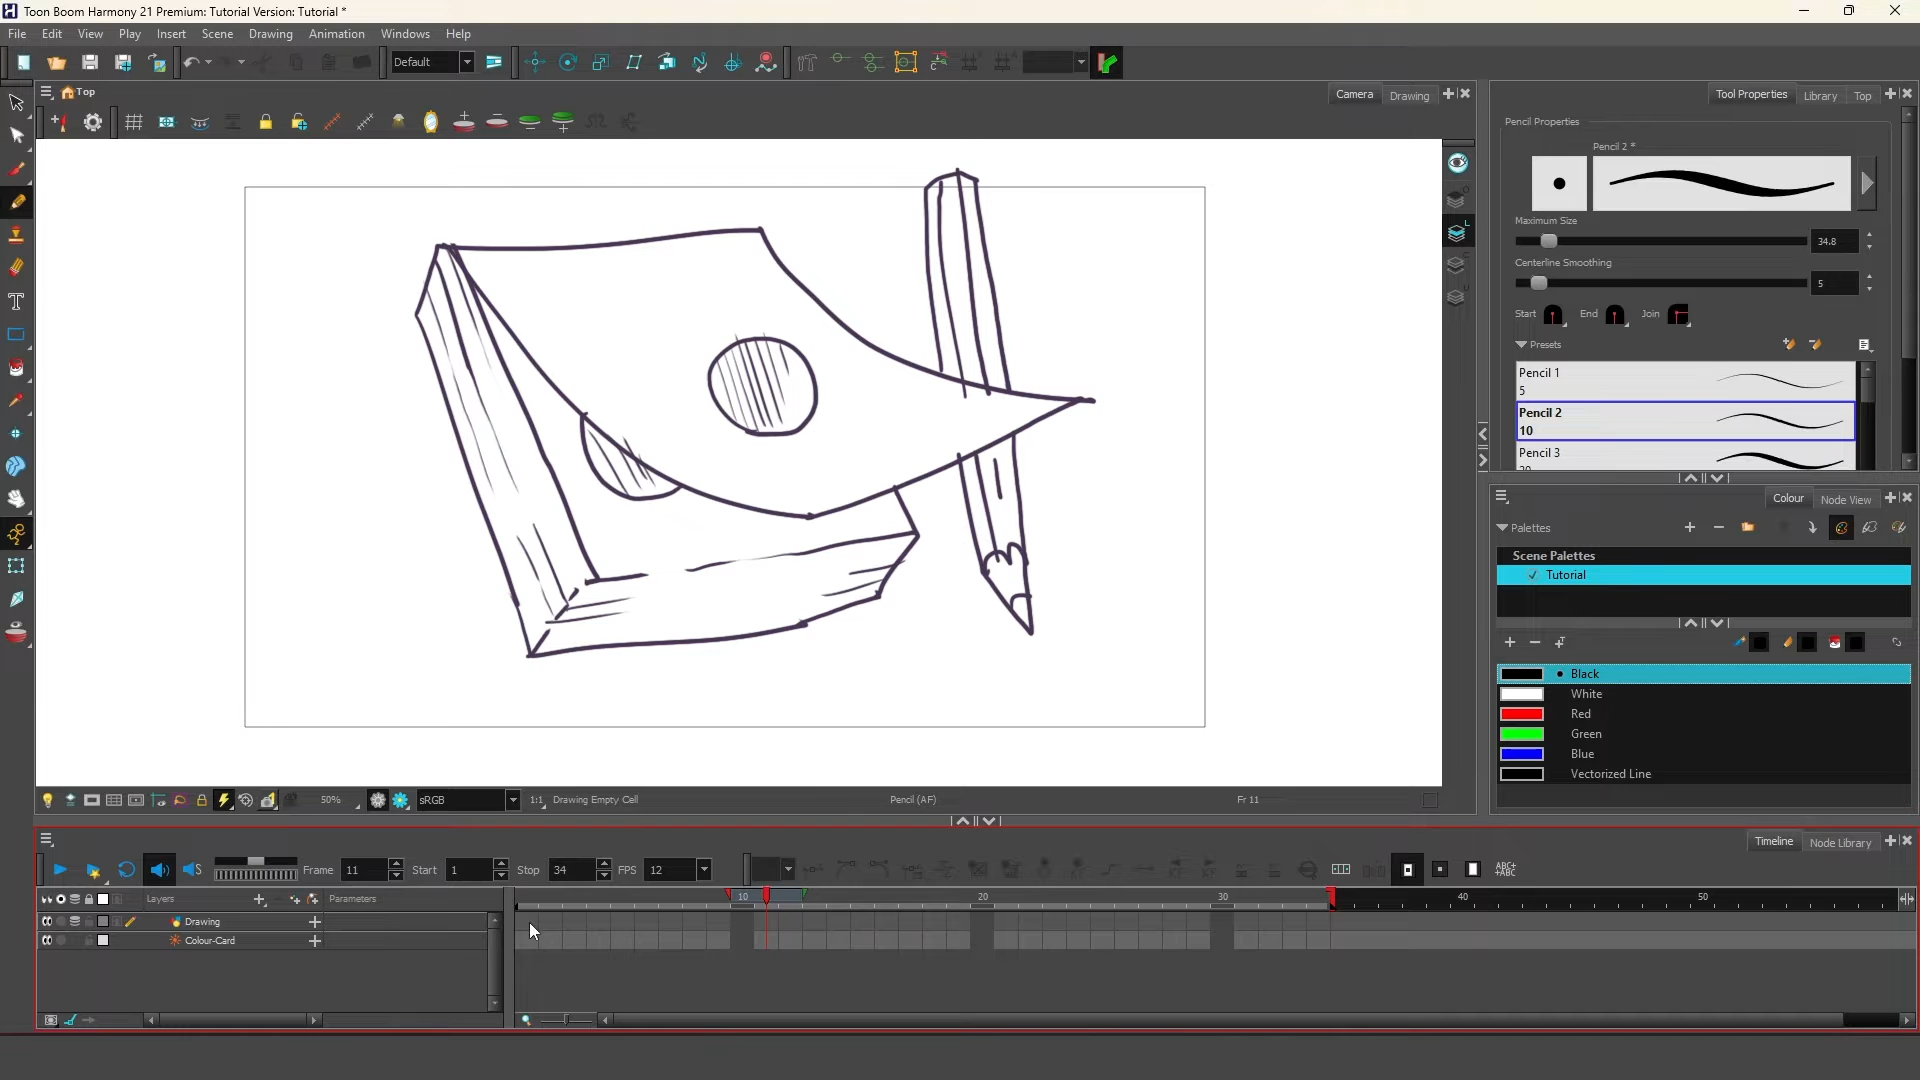 Toon Boom Harmony 21 Premium: Tutorial Version: Tutorial *
File Edit View Play Insert Scene Drawing Animation Windows Help
Default
Top
Camera Drawing
Tool Properties Library Top
Pencil Properties
Pencil 2 *
Maximum Size
34.8
Centerline Smoothing
5
Start End Join
Presets
Pencil 1
5
Pencil 2
10
Pencil 3
20
Colour Node View
Palettes
Scene Palettes
Tutorial
Black
White
Red
Green
Blue
Vectorized Line
50% sRGB 1:1 Drawing Empty Cell Pencil (AF) Fr 11
Timeline Node Library
Frame 11 Start 1 Stop 34 FPS 12
ABC+
+ABC
Layers Parameters
10 20 30 40 50
Drawing
Colour-Card